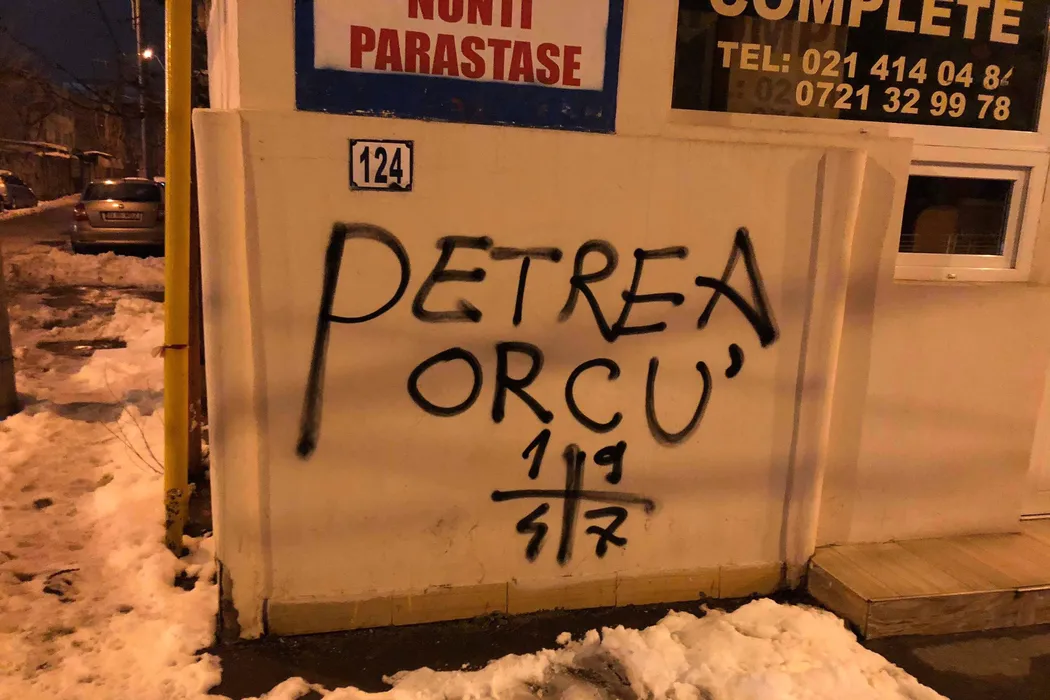 NUNTI
PARASTASE
COMPLETE
TEL: 021 414 04 84
0721 32 99 78
124
PETREA
ORCU'
1 9
4 7